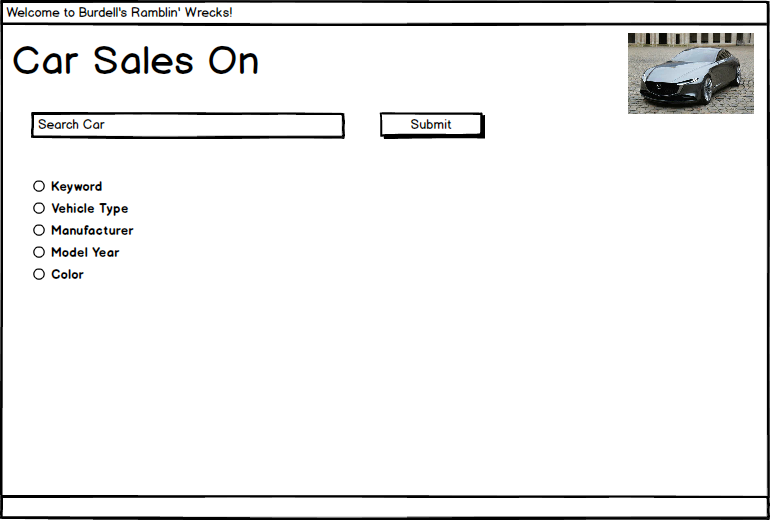 Welcome to Burdell's Ramblin' Wrecks!
Car Sales On
Search Car
Submit
Keyword
Vehicle Type
Manufacturer
Model Year
Color